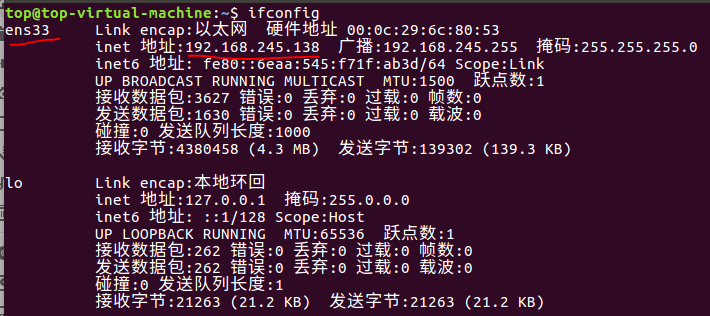 top@top-virtual-machine:~$ ifconfig
ens33 Link encap:以太网 硬件地址 00:0c:29:6c:80:53
inet 地址:192.168.245.138 广播:192.168.245.255 掩码:255.255.255.0
inet6 地址: fe80::6eaa:545:f71f:ab3d/64 Scope:Link
UP BROADCAST RUNNING MULTICAST MTU:1500 跃点数:1
接收数据包:3627 错误:0 丢弃:0 过载:0 帧数:0
发送数据包:1630 错误:0 丢弃:0 过载:0 载波:0
碰撞:0 发送队列长度:1000
接收字节:4380458 (4.3 MB) 发送字节:139302 (139.3 KB)
lo Link encap:本地环回
inet 地址:127.0.0.1 掩码:255.0.0.0
inet6 地址: ::1/128 Scope:Host
UP LOOPBACK RUNNING MTU:65536 跃点数:1
接收数据包:262 错误:0 丢弃:0 过载:0 帧数:0
发送数据包:262 错误:0 丢弃:0 过载:0 载波:0
碰撞:0 发送队列长度:1
接收字节:21263 (21.2 KB) 发送字节:21263 (21.2 KB)